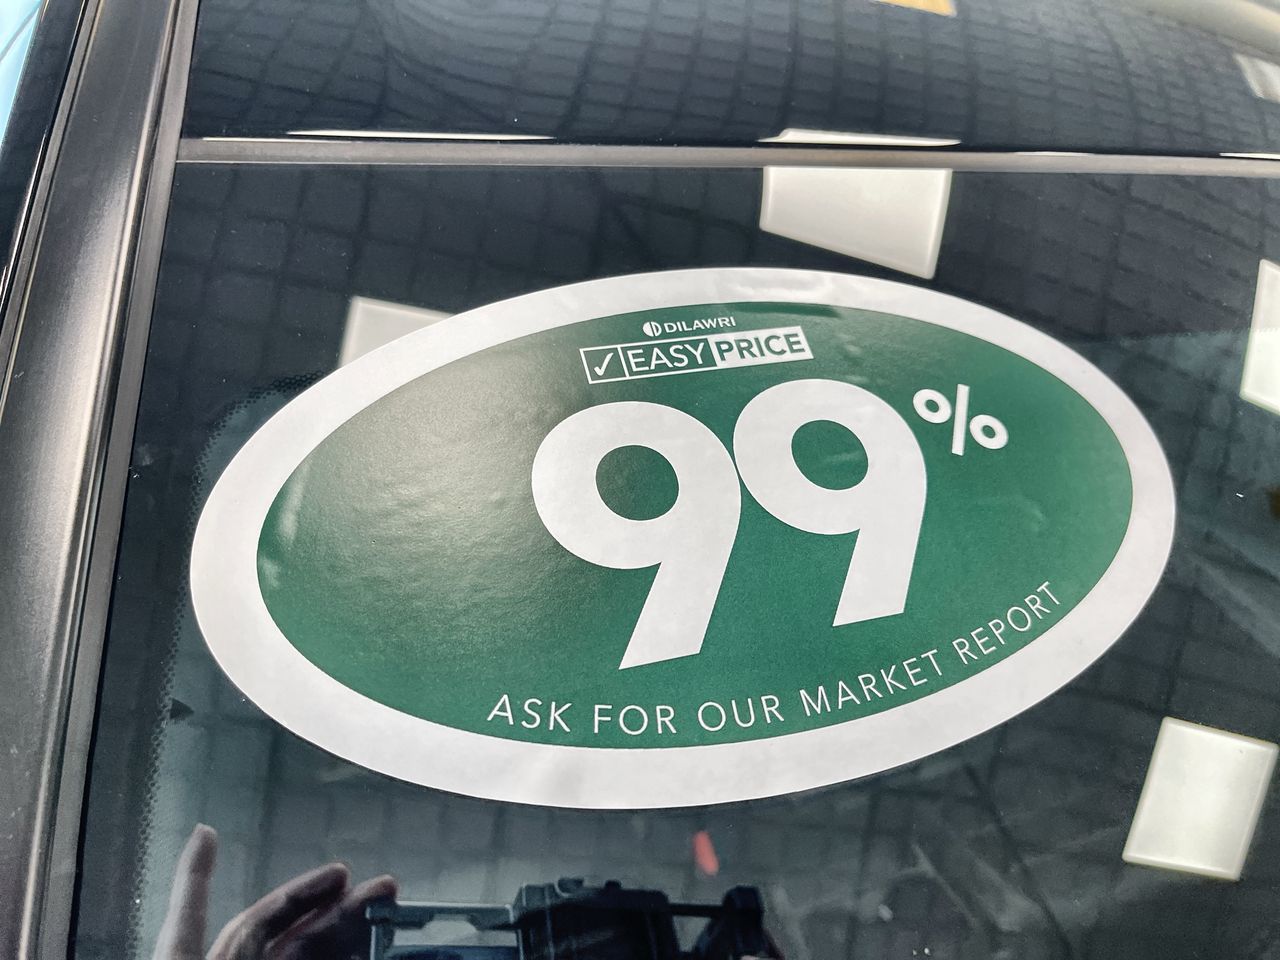 DILAWRI
✓ EASY PRICE
99%
ASK FOR OUR MARKET REPORT